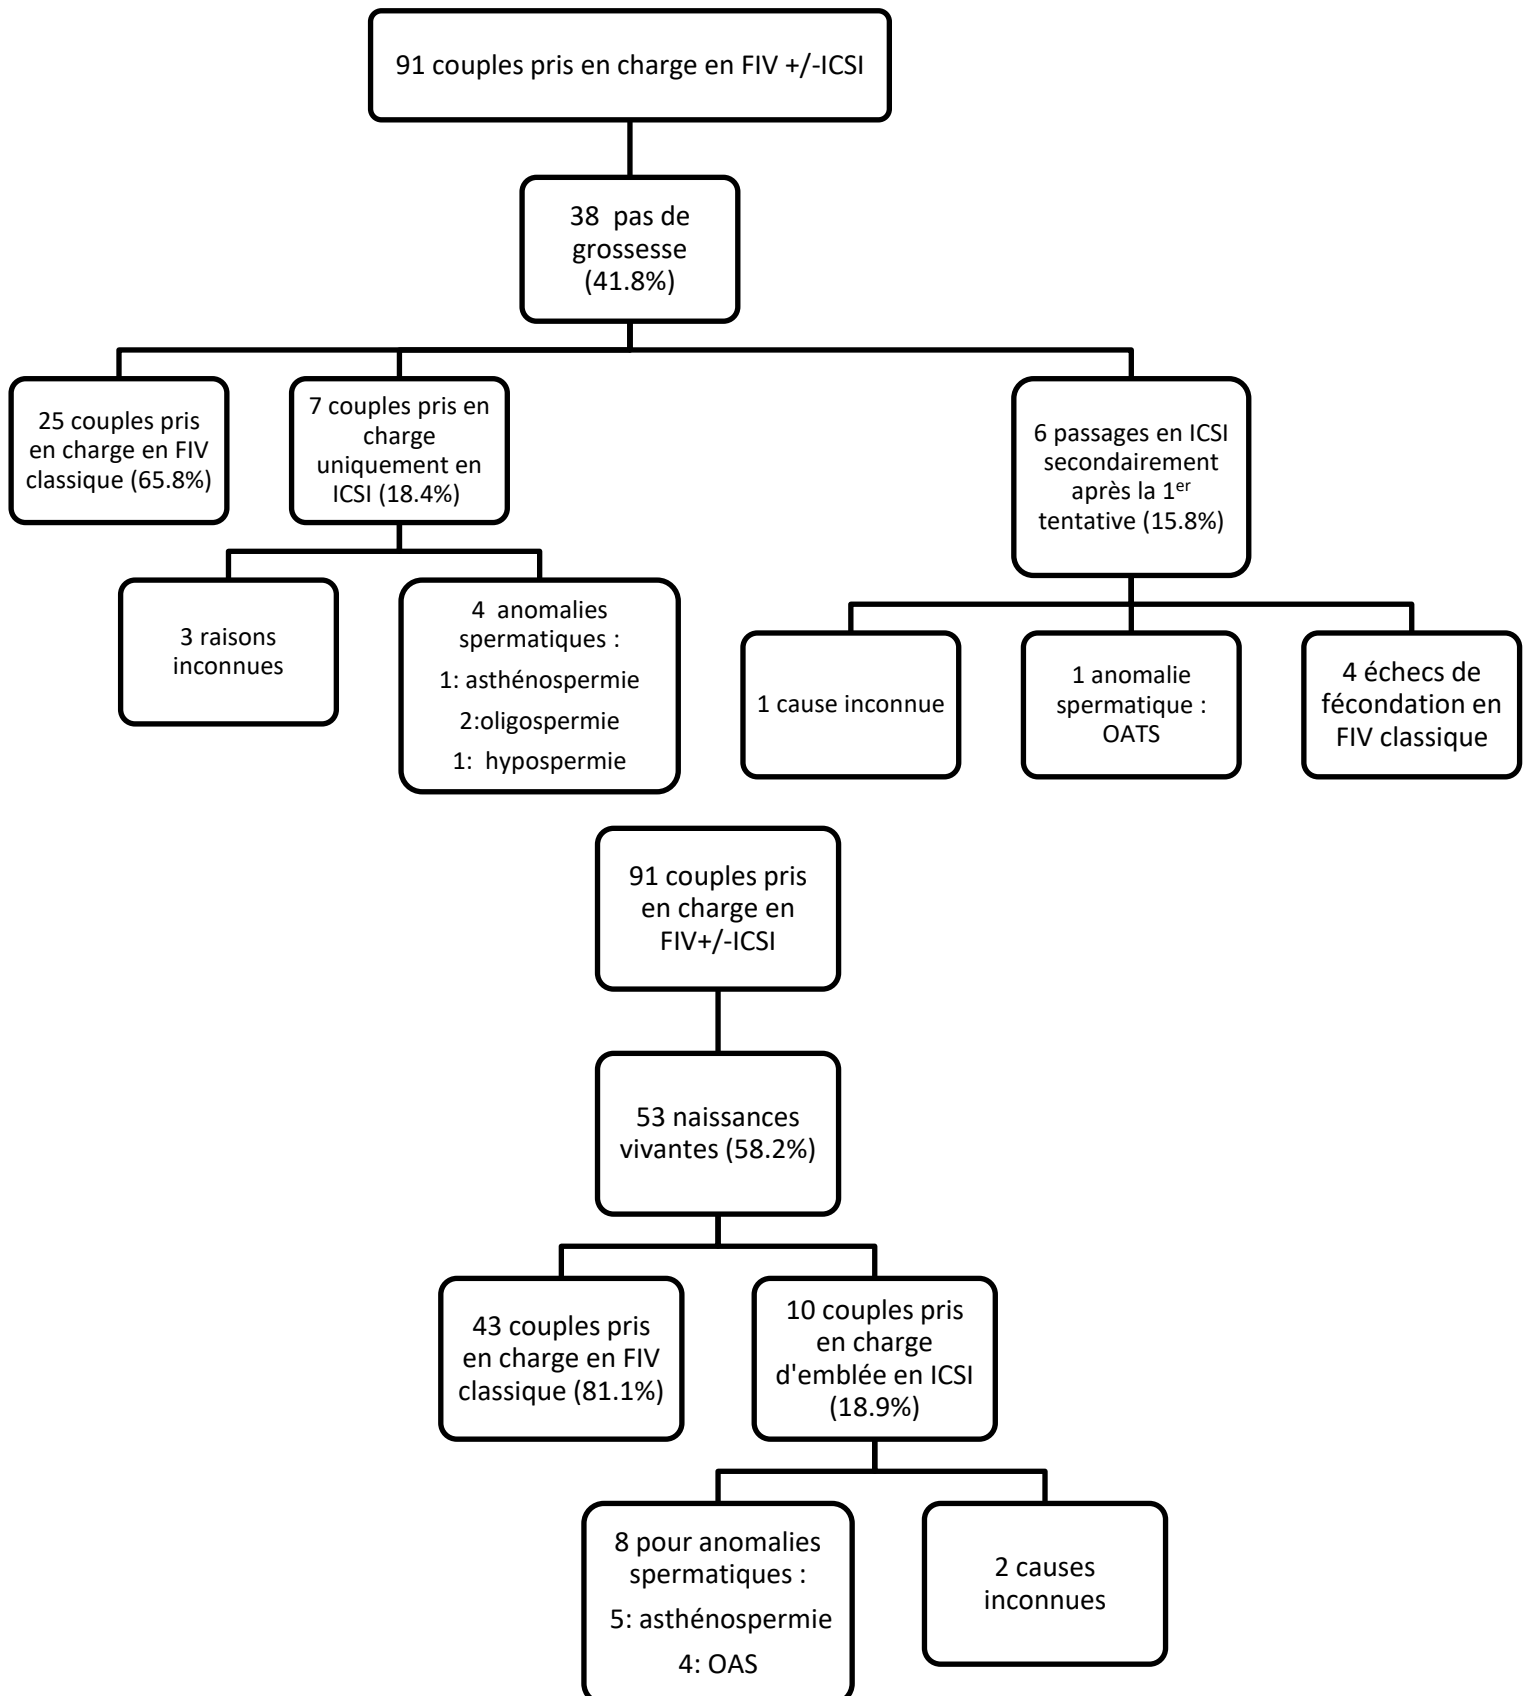 91 couples pris en charge en FIV +/-ICSI
38 pas de
grossesse
(41.8%)
25 couples pris
en charge en FIV
classique (65.8%)
7 couples pris en
charge
uniquement en
ICSI (18.4%)
6 passages en ICSI
secondairement
après la 1er
tentative (15.8%)
3 raisons
inconnues
4 anomalies
spermatiques :
1: asthénospermie
2:oligospermie
1: hypospermie
1 cause inconnue
1 anomalie
spermatique :
OATS
4 échecs de
fécondation en
FIV classique
91 couples pris
en charge en
FIV+/-ICSI
53 naissances
vivantes (58.2%)
43 couples pris
en charge en FIV
classique (81.1%)
10 couples pris
en charge
d'emblée en ICSI
(18.9%)
8 pour anomalies
spermatiques :
5: asthénospermie
4: OAS
2 causes
inconnues